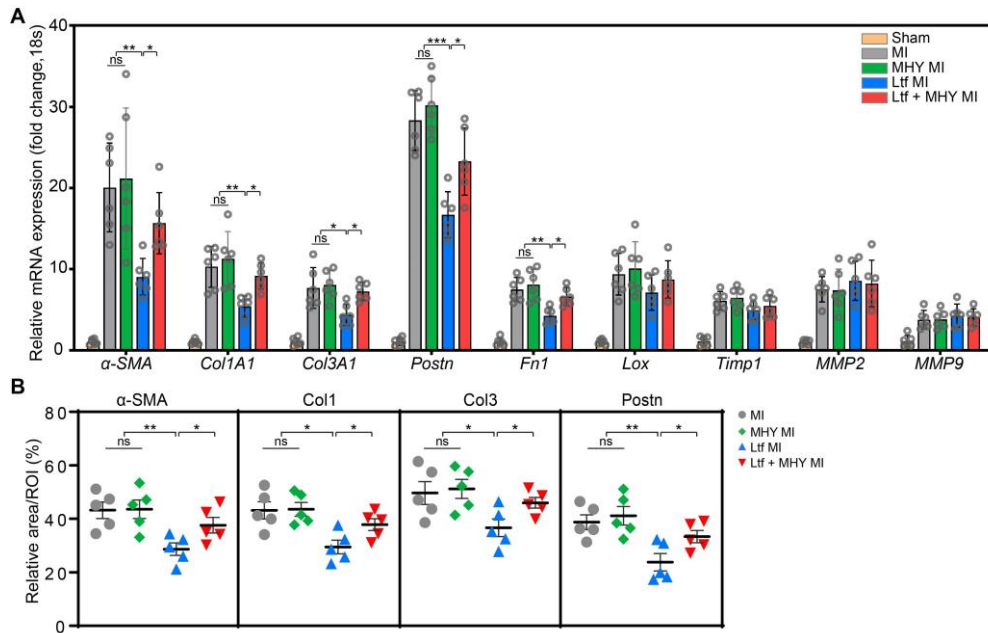 A
Relative mRNA expression (fold change,18s)
40
30
20
10
0
Sham
MI
MHY MI
Ltf MI
Ltf + MHY MI
ns ** *
ns ** *
ns * *
ns *** *
ns ** *
α-SMA Col1A1 Col3A1 Postn Fn1 Lox Timp1 MMP2 MMP9
B
Relative area/ROI (%)
80
60
40
20
0
α-SMA Col1 Col3 Postn
ns ** *
ns * *
ns * *
ns ** *
MI
MHY MI
Ltf MI
Ltf + MHY MI